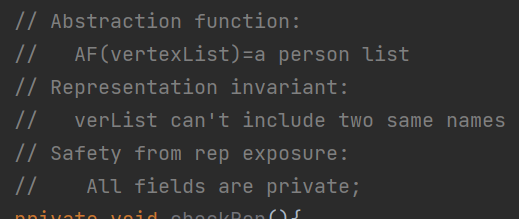 // Abstraction function:
//   AF(vertexList)=a person list
// Representation invariant:
//   verList can't include two same names
// Safety from rep exposure:
//    All fields are private;
private void checkRep(){